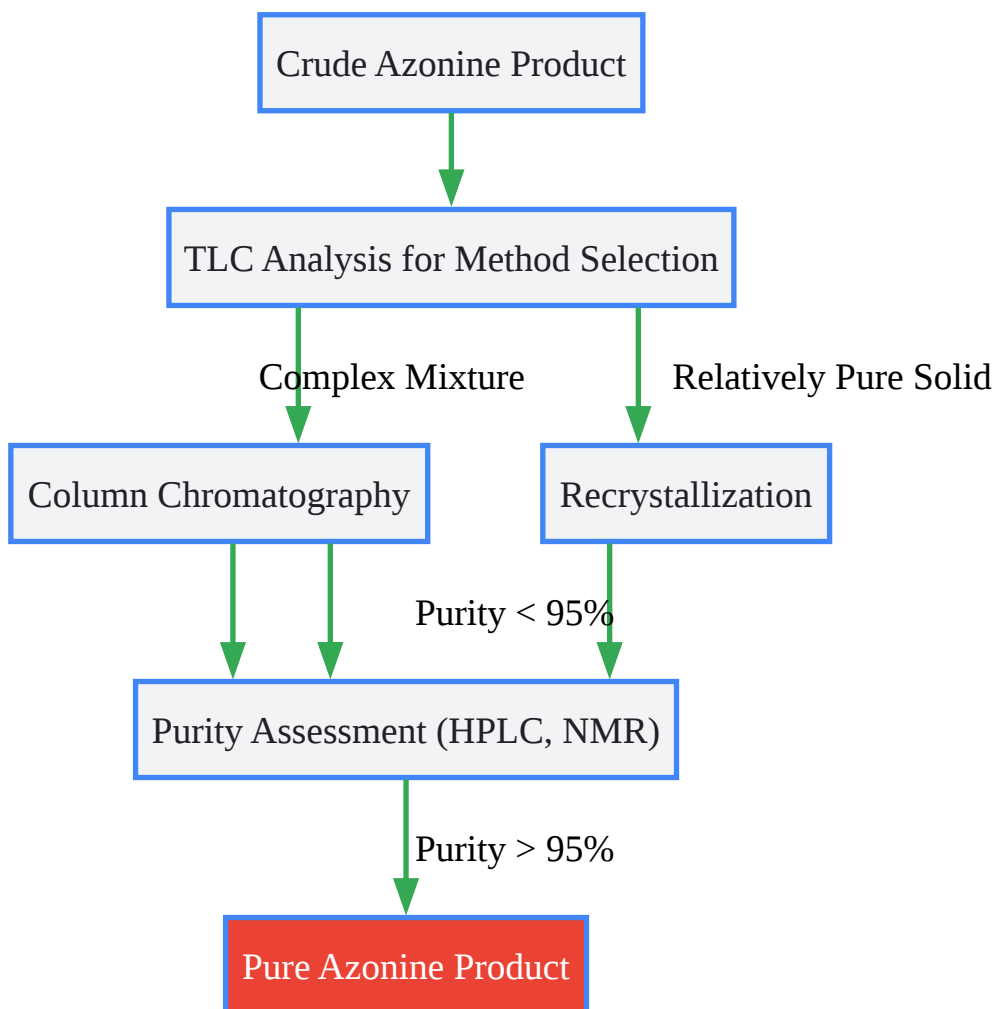 Crude Azonine Product
TLC Analysis for Method Selection
Complex Mixture
Relatively Pure Solid
Column Chromatography
Recrystallization
Purity < 95%
Purity Assessment (HPLC, NMR)
Purity > 95%
Pure Azonine Product